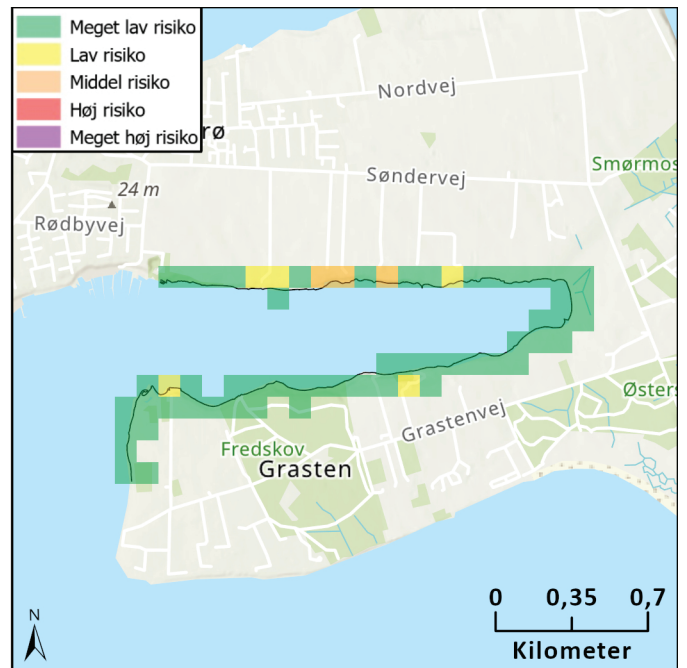 Meget lav risiko
Lav risiko
Middel risiko
Høj risiko
Meget høj risiko
rø
Nordvej
Smørmos
Søndervej
24 m
Rødbyvej
Østers
Grastenvej
Fredskov
Grasten
0 0,35 0,7
Kilometer
N